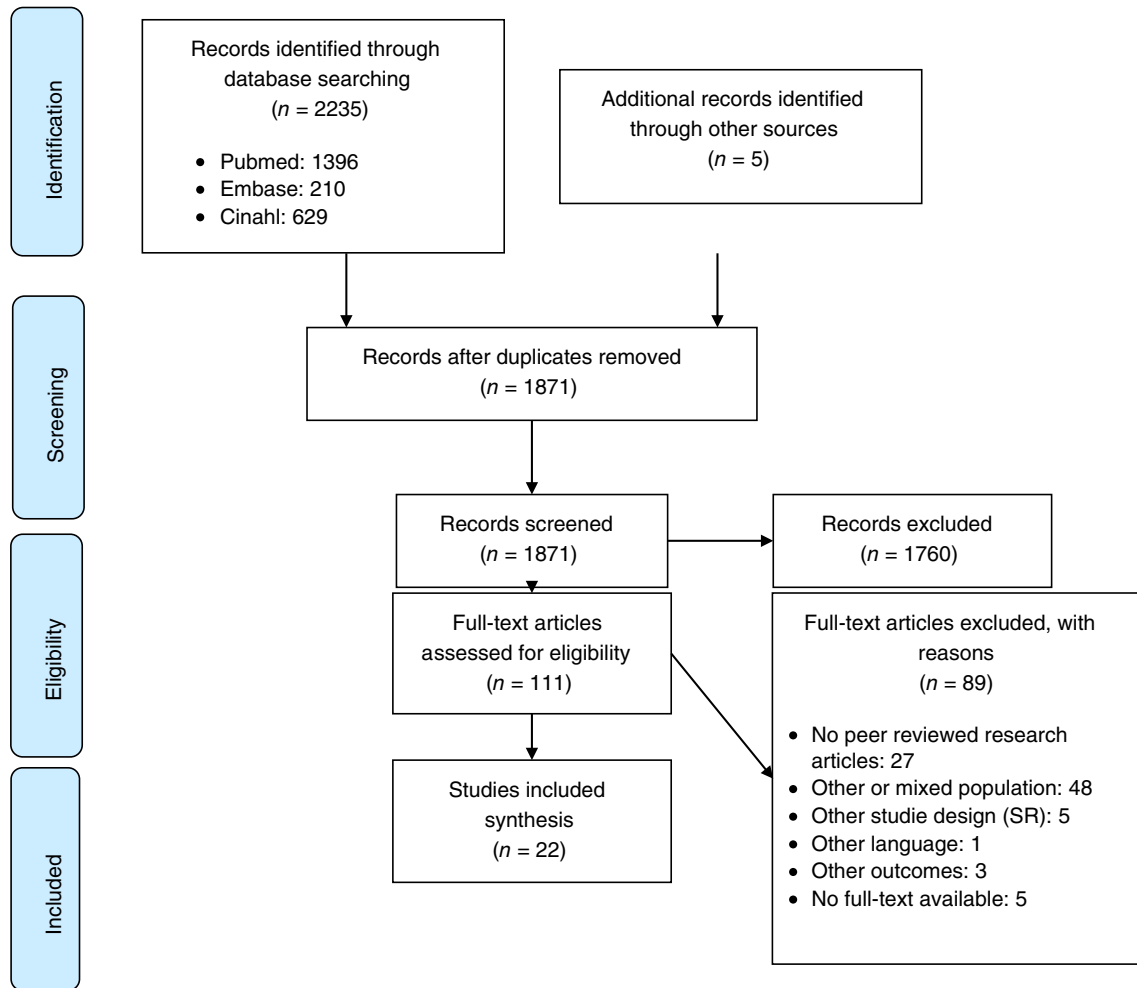 Identification
Records identified through
database searching
(n = 2235)
• Pubmed: 1396
• Embase: 210
• Cinahl: 629
Additional records identified
through other sources
(n = 5)
Screening
Records after duplicates removed
(n = 1871)
Records screened
(n = 1871)
Records excluded
(n = 1760)
Eligibility
Full-text articles
assessed for eligibility
(n = 111)
Full-text articles excluded, with
reasons
(n = 89)
• No peer reviewed research
articles: 27
• Other or mixed population: 48
• Other studie design (SR): 5
• Other language: 1
• Other outcomes: 3
• No full-text available: 5
Included
Studies included
synthesis
(n = 22)